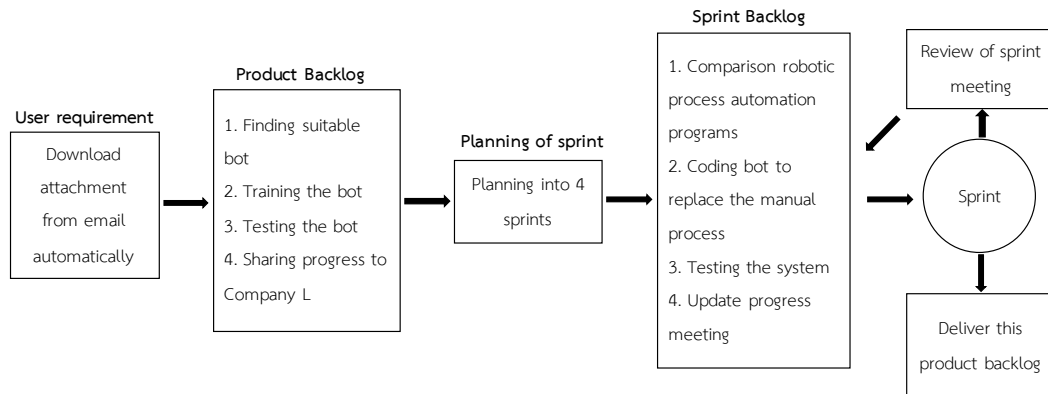 User requirement
Download
attachment
from email
automatically
Product Backlog
1. Finding suitable
bot
2. Training the bot
3. Testing the bot
4. Sharing progress to
Company L
Planning of sprint
Planning into 4
sprints
Sprint Backlog
1. Comparison robotic
process automation
programs
2. Coding bot to
replace the manual
process
3. Testing the system
4. Update progress
meeting
Review of sprint
meeting
Sprint
Deliver this
product backlog